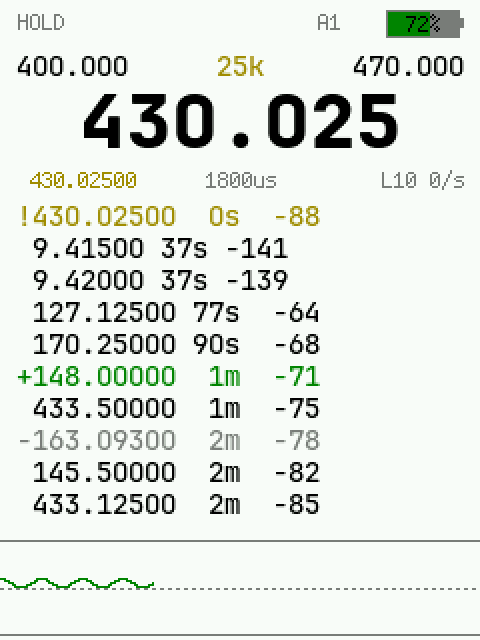 HOLD A1 72%
400.000 25k 470.000
430.025
430.02500 1800us L10 0/s
!430.02500 0s -88
9.41500 37s -141
9.42000 37s -139
127.12500 77s -64
170.25000 90s -68
+148.00000 1m -71
433.50000 1m -75
-163.09300 2m -78
145.50000 2m -82
433.12500 2m -85